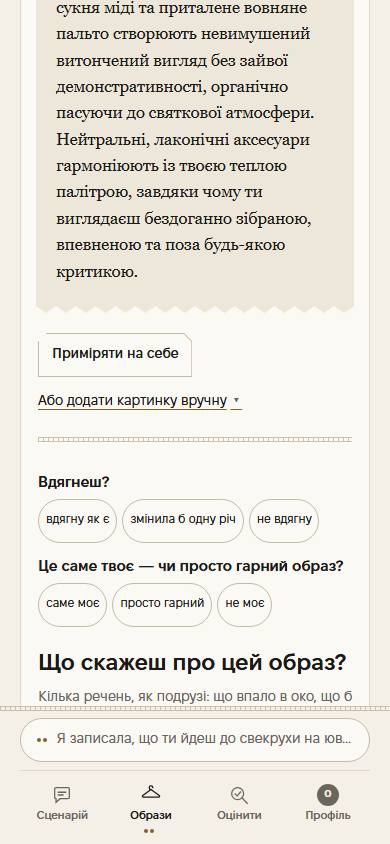 сукня міді та приталене вовняне
пальто створюють невимушений
витончений вигляд без зайвої
демонстративності, органічно
пасуючи до святкової атмосфери.
Нейтральні, лаконічні аксесуари
гармоніюють із твоєю теплою
палітрою, завдяки чому ти
виглядаєш бездоганно зібраною,
впевненою та поза будь-якою
критикою.
Приміряти на себе
Або додати картинку вручну ▾
Вдягнеш?
вдягну як є
змінила б одну річ
не вдягну
Це саме твоє — чи просто гарний образ?
саме моє
просто гарний
не моє
Що скажеш про цей образ?
Кілька речень, як подрузі: що впало в око, що б
Я записала, що ти йдеш до свекрухи на юв...
Сценарій
Образи
Оцінити
О
Профіль